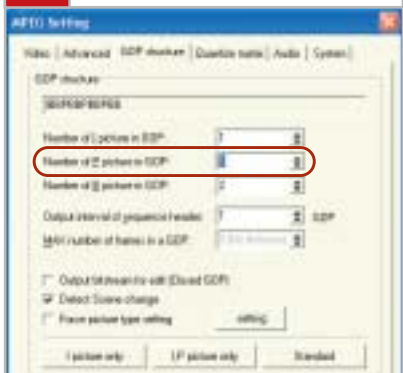 MPEG Setting
Video Advanced GOP structure Quantize matrix Audio System
GOP structure
Number of I picture in GOP: 1
Number of P picture in GOP:
Number of B picture in GOP: 2
Output interval of sequence header: 1 GOP
MAX number of frames in a GOP:
Output bitstream for edit (Closed GOP)
Detect Scene change
Force picture type setting setting
I picture only I,P picture only Standard